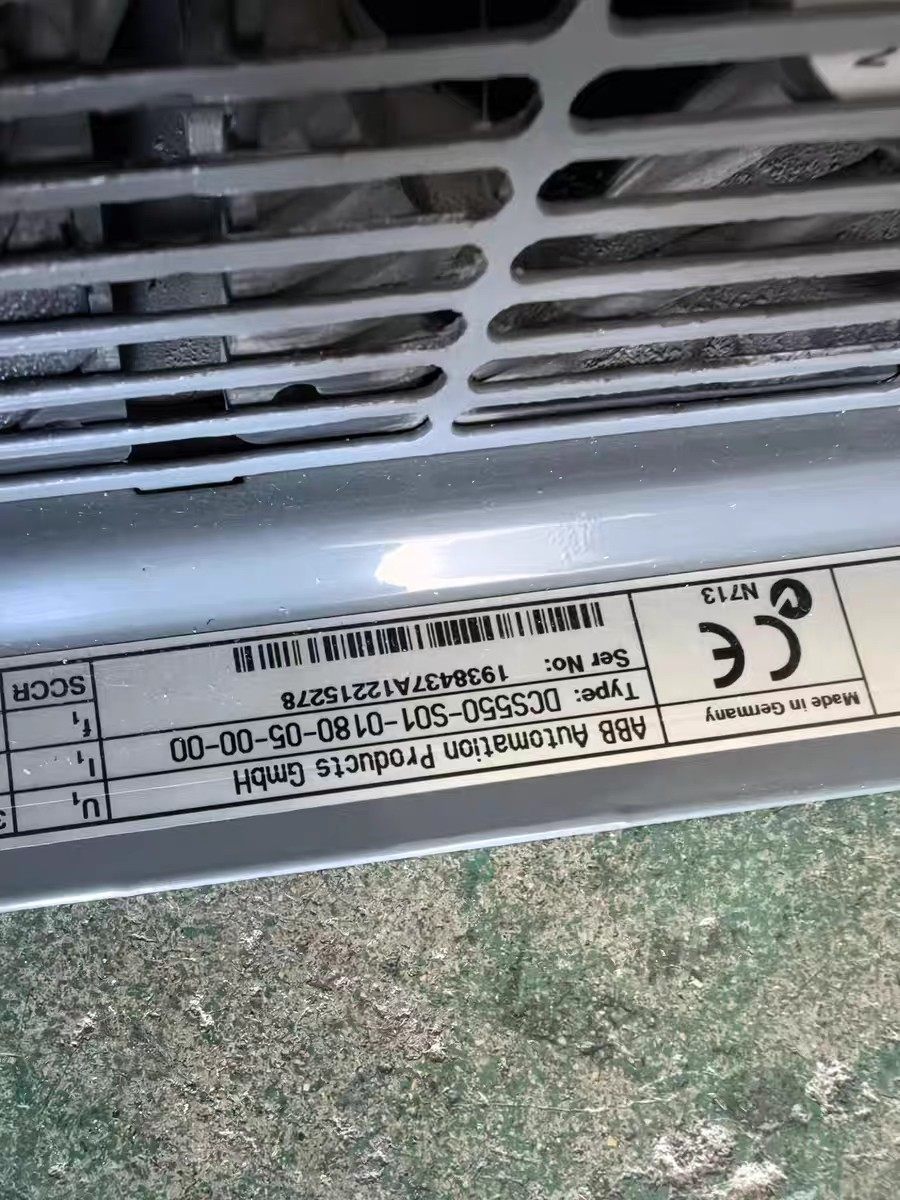 ABB Automation Products GmbH
Type: DCS550-S01-0180-05-00-00
Ser No: 1938437A12215278
Made in Germany
CE
N713
U1
I1
f1
SCCR